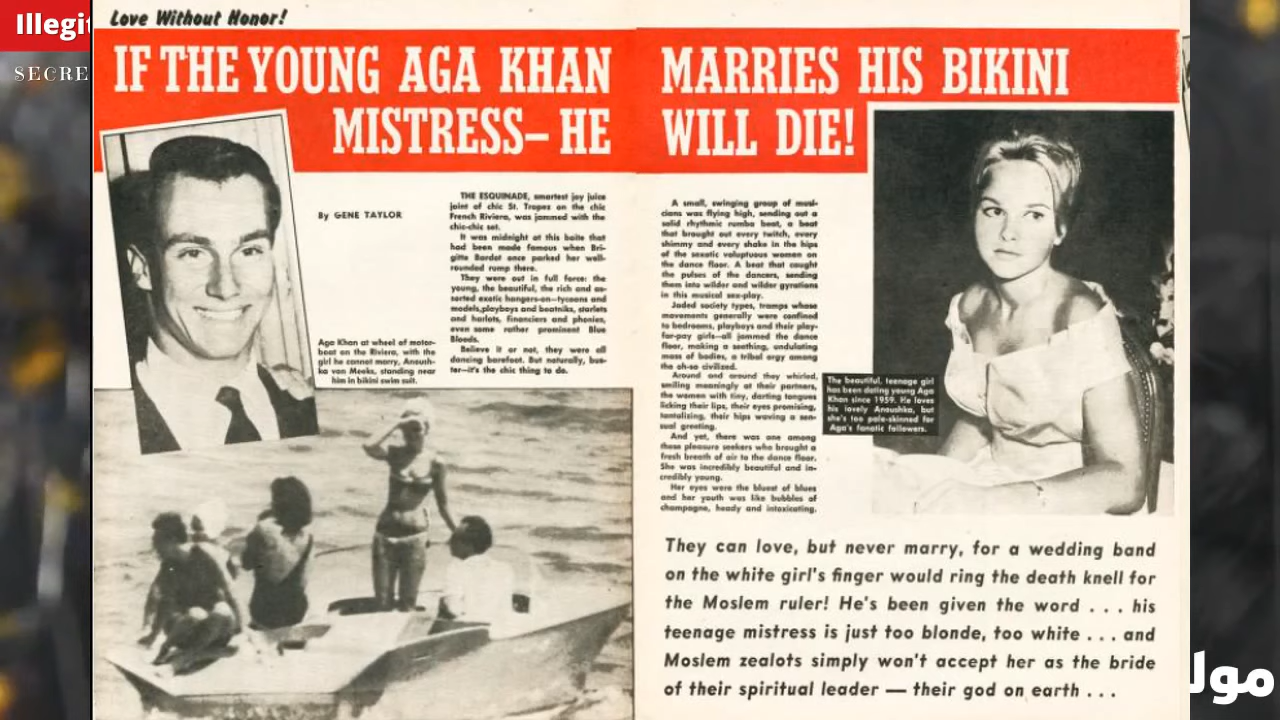 Illegit
SECRE
Love Without Honor!
IF THE YOUNG AGA KHAN
MISTRESS– HE
MARRIES HIS BIKINI
WILL DIE!
By GENE TAYLOR
Aga Khan at wheel of motor-
boat on the Riviera, with the
girl he cannot marry, Anoush-
ka von Meeks, standing near
him in bikini swim suit.
THE ESQUINADE, smartest joy juice
joint of chic St. Tropez on the chic
French Riviera, was jammed with the
chic-chic set.
It was midnight at this boite that
had been made famous when Bri-
gitte Bardot once parked her well-
rounded rump there.
They were out in full force: the
young, the beautiful, the rich and as-
sorted exotic hangers-on—tycoons and
models,playboys and beatniks, starlets
and harlots, financiers and phonies,
even some rather prominent Blue
Bloods.
Believe it or not, they were all
dancing barefoot. But naturally, bus-
ter—it's the chic thing to do.
A small, swinging group of musi-
cians was flying high, sending out a
solid rhythmic rumba beat, a beat
that brought out every twitch, every
shimmy and every shake in the hips
of the sexotic voluptuous women on
the dance floor. A beat that caught
the pulses of the dancers, sending
them into wilder and wilder gyrations
in this musical sex-play.
Jaded society types, tramps whose
movements generally were confined
to bedrooms, playboys and their play-
for-pay girls—all jammed the dance
floor, making a seething, undulating
mass of bodies, a tribal orgy among
the oh-so civilized.
Around and around they whirled,
smiling meaningly at their partners,
the women with tiny, darting tongues
licking their lips, their eyes promising,
tantalizing, their hips waving a sen-
sual greeting.
And yet, there was one among
these pleasure seekers who brought a
fresh breath of air to the dance floor.
She was incredibly beautiful and in-
credibly young.
Her eyes were the bluest of blues
and her youth was like bubbles of
champagne, heady and intoxicating.
The beautiful, teenage girl
has been dating young Aga
Khan since 1959. He loves
his lovely Anoushka, but
she's too pale-skinned for
Aga's fanatic followers.
They can love, but never marry, for a wedding band
on the white girl's finger would ring the death knell for
the Moslem ruler! He's been given the word . . . his
teenage mistress is just too blonde, too white . . . and
Moslem zealots simply won't accept her as the bride
of their spiritual leader — their god on earth . . .
مول